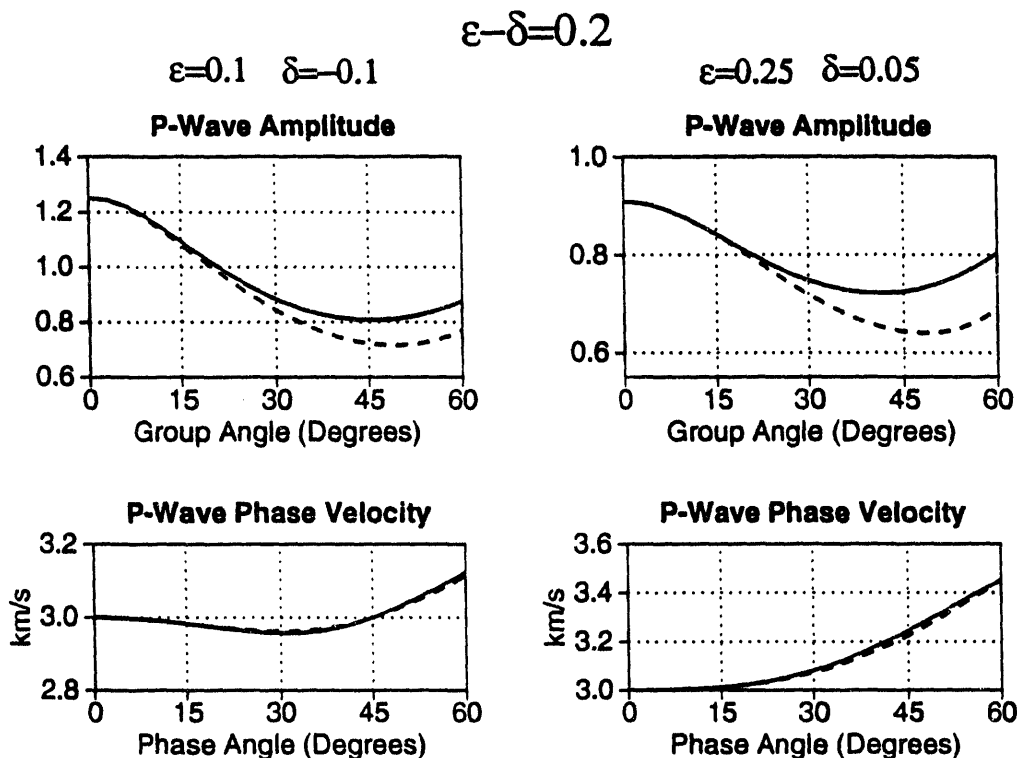 ε−δ=0.2
ε=0.1 δ=−0.1
ε=0.25 δ=0.05
P-Wave Amplitude
1.4
1.2
1.0
0.8
0.6
0 15 30 45 60
Group Angle (Degrees)
P-Wave Amplitude
1.0
0.8
0.6
0 15 30 45 60
Group Angle (Degrees)
P-Wave Phase Velocity
km/s
3.2
3.0
2.8
0 15 30 45 60
Phase Angle (Degrees)
P-Wave Phase Velocity
km/s
3.6
3.4
3.2
3.0
0 15 30 45 60
Phase Angle (Degrees)